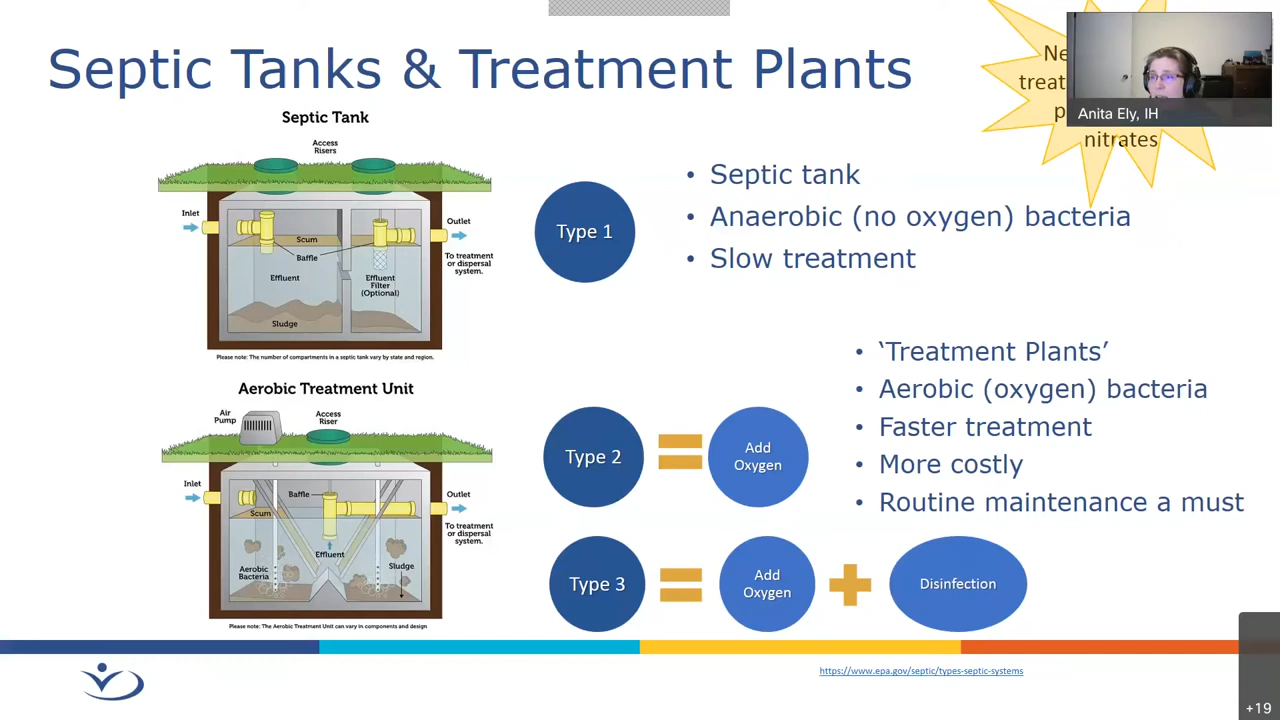 Septic Tanks & Treatment Plants
nitrates
Anita Ely, IH
Septic Tank
Access
Risers
Inlet
Outlet
Scum
Baffle
To treatment
or dispersal
system.
Effluent
Effluent
Filter
(Optional)
Sludge
Please note: The number of compartments in a septic tank vary by state and region.
Type 1
• Septic tank
• Anaerobic (no oxygen) bacteria
• Slow treatment
Aerobic Treatment Unit
Air
Pump
Access
Riser
Inlet
Baffle
Outlet
Scum
To treatment
or dispersal
system.
Effluent
Aerobic
Bacteria
Sludge
Please note: The Aerobic Treatment Unit can vary in components and design
Type 2
Add
Oxygen
• ‘Treatment Plants’
• Aerobic (oxygen) bacteria
• Faster treatment
• More costly
• Routine maintenance a must
Type 3
Add
Oxygen
Disinfection
https://www.epa.gov/septic/types-septic-systems
+19